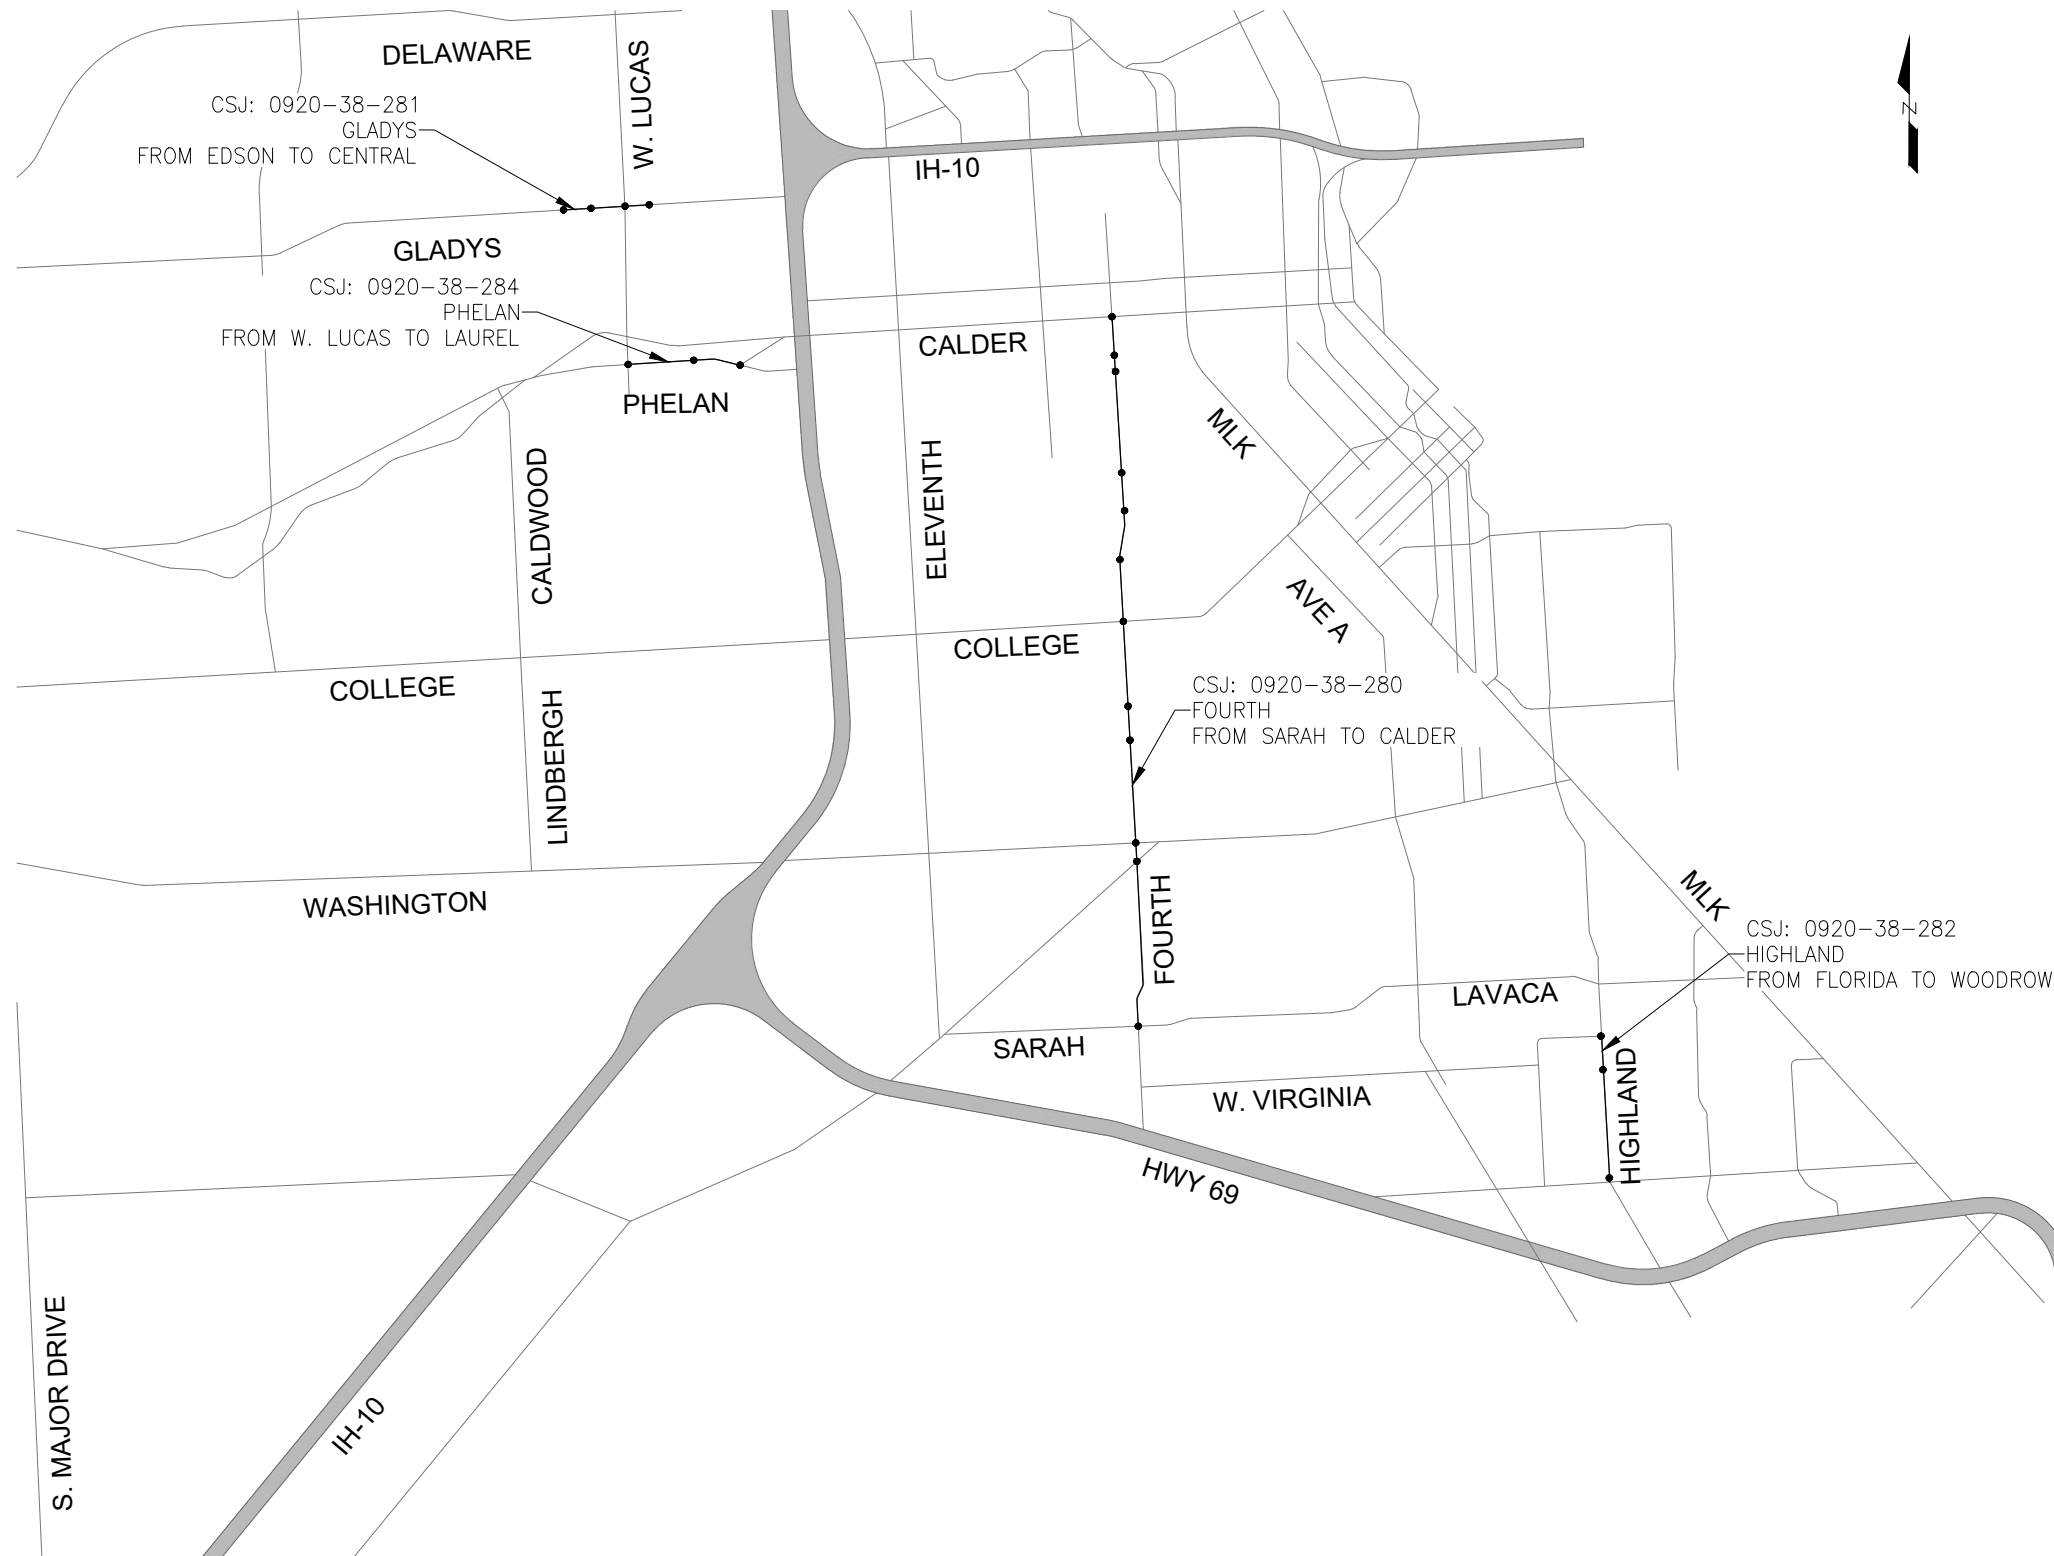 DELAWARE
W. LUCAS
CSJ: 0920-38-281
GLADYS
FROM EDSON TO CENTRAL
N
IH-10
GLADYS
CSJ: 0920-38-284
PHELAN
FROM W. LUCAS TO LAUREL
CALDER
PHELAN
MLK
CALDWOOD
ELEVENTH
AVE A
COLLEGE
COLLEGE
CSJ: 0920-38-280
FOURTH
FROM SARAH TO CALDER
LINDBERGH
WASHINGTON
FOURTH
MLK
CSJ: 0920-38-282
HIGHLAND
FROM FLORIDA TO WOODROW
LAVACA
SARAH
W. VIRGINIA
HIGHLAND
HWY 69
S. MAJOR DRIVE
IH-10